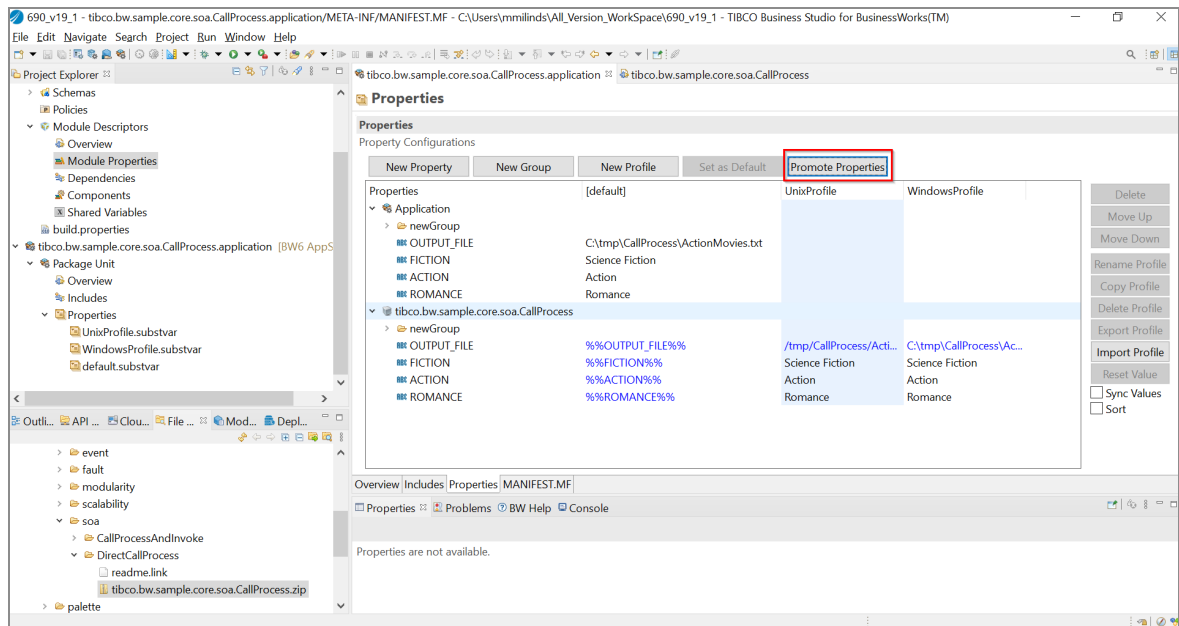 690_v19_1 - tibco.bw.sample.core.soa.CallProcess.application/META-INF/MANIFEST.MF - C:\Users\mmilinds\All_Version_WorkSpace\690_v19_1 - TIBCO Business Studio for BusinessWorks(TM)
File Edit Navigate Search Project Run Window Help
Project Explorer
tibco.bw.sample.core.soa.CallProcess.application tibco.bw.sample.core.soa.CallProcess
Schemas
Policies
Module Descriptors
Overview
Module Properties
Dependencies
Components
Shared Variables
build.properties
tibco.bw.sample.core.soa.CallProcess.application [BW6 AppS
Package Unit
Overview
Includes
Properties
UnixProfile.substvar
WindowsProfile.substvar
default.substvar
Properties
Properties
Property Configurations
New Property New Group New Profile Set as Default Promote Properties
Properties [default] UnixProfile WindowsProfile
Application
newGroup
OUTPUT_FILE C:\tmp\CallProcess\ActionMovies.txt
FICTION Science Fiction
ACTION Action
ROMANCE Romance
tibco.bw.sample.core.soa.CallProcess
newGroup
OUTPUT_FILE %%OUTPUT_FILE%% /tmp/CallProcess/Acti... C:\tmp\CallProcess\Ac...
FICTION %%FICTION%% Science Fiction Science Fiction
ACTION %%ACTION%% Action Action
ROMANCE %%ROMANCE%% Romance Romance
Delete
Move Up
Move Down
Rename Profile
Copy Profile
Delete Profile
Export Profile
Import Profile
Reset Value
Sync Values
Sort
Outli... API ... Clou... File ... Mod... Depl...
event
fault
modularity
scalability
soa
CallProcessAndInvoke
DirectCallProcess
readme.link
tibco.bw.sample.core.soa.CallProcess.zip
palette
Overview Includes Properties MANIFEST.MF
Properties Problems BW Help Console
Properties are not available.